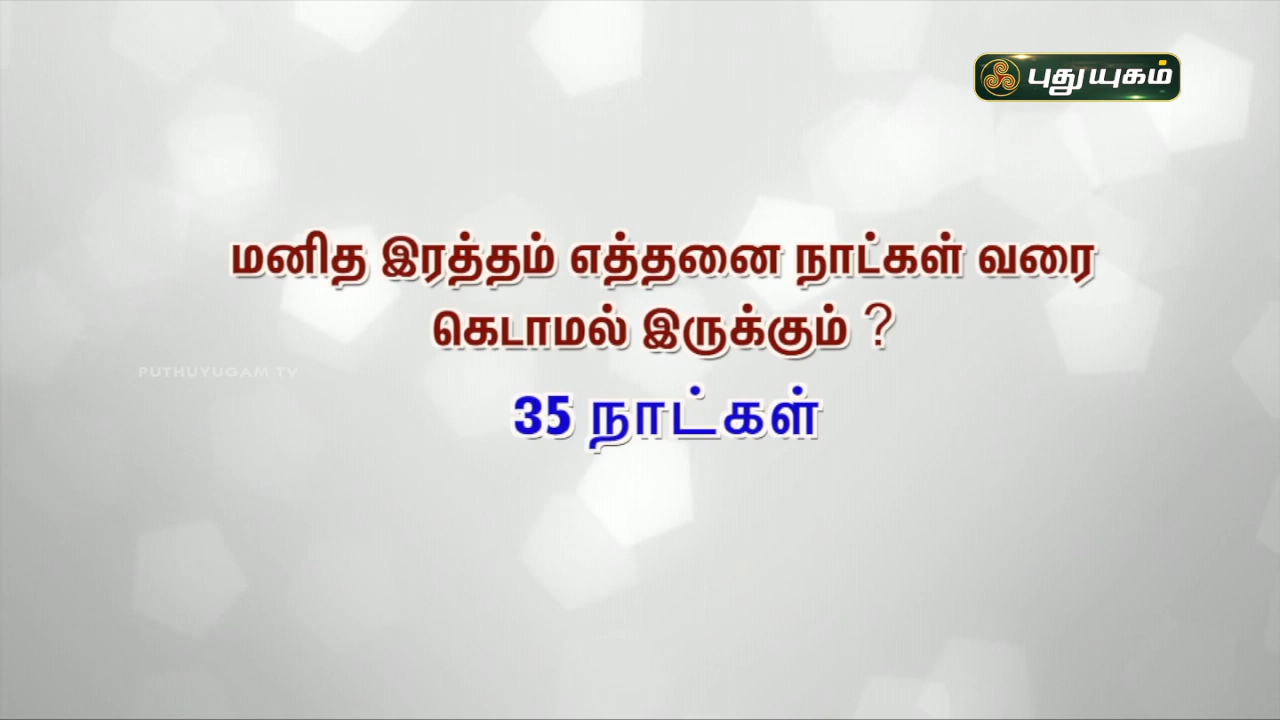 புதுயுகம்
மனித இரத்தம் எத்தனை நாட்கள் வரை
கெடாமல் இருக்கும் ?
PUTHUYUGAM TV
35 நாட்கள்